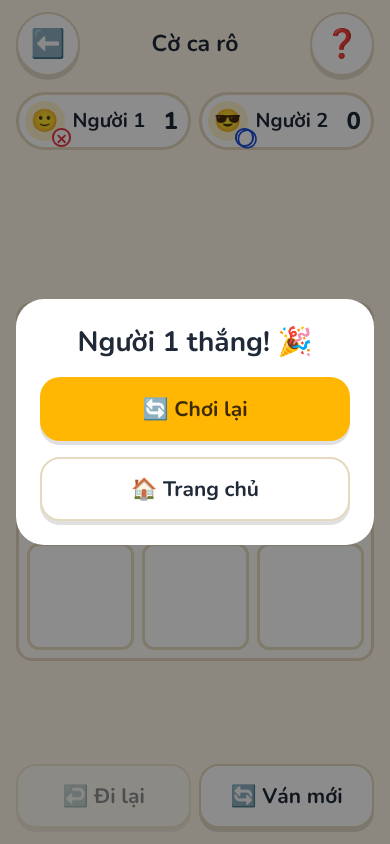 Cờ ca rô
Người 1 1
Người 2 0
Người 1 thắng! 🎉
Chơi lại
Trang chủ
Đi lại
Ván mới